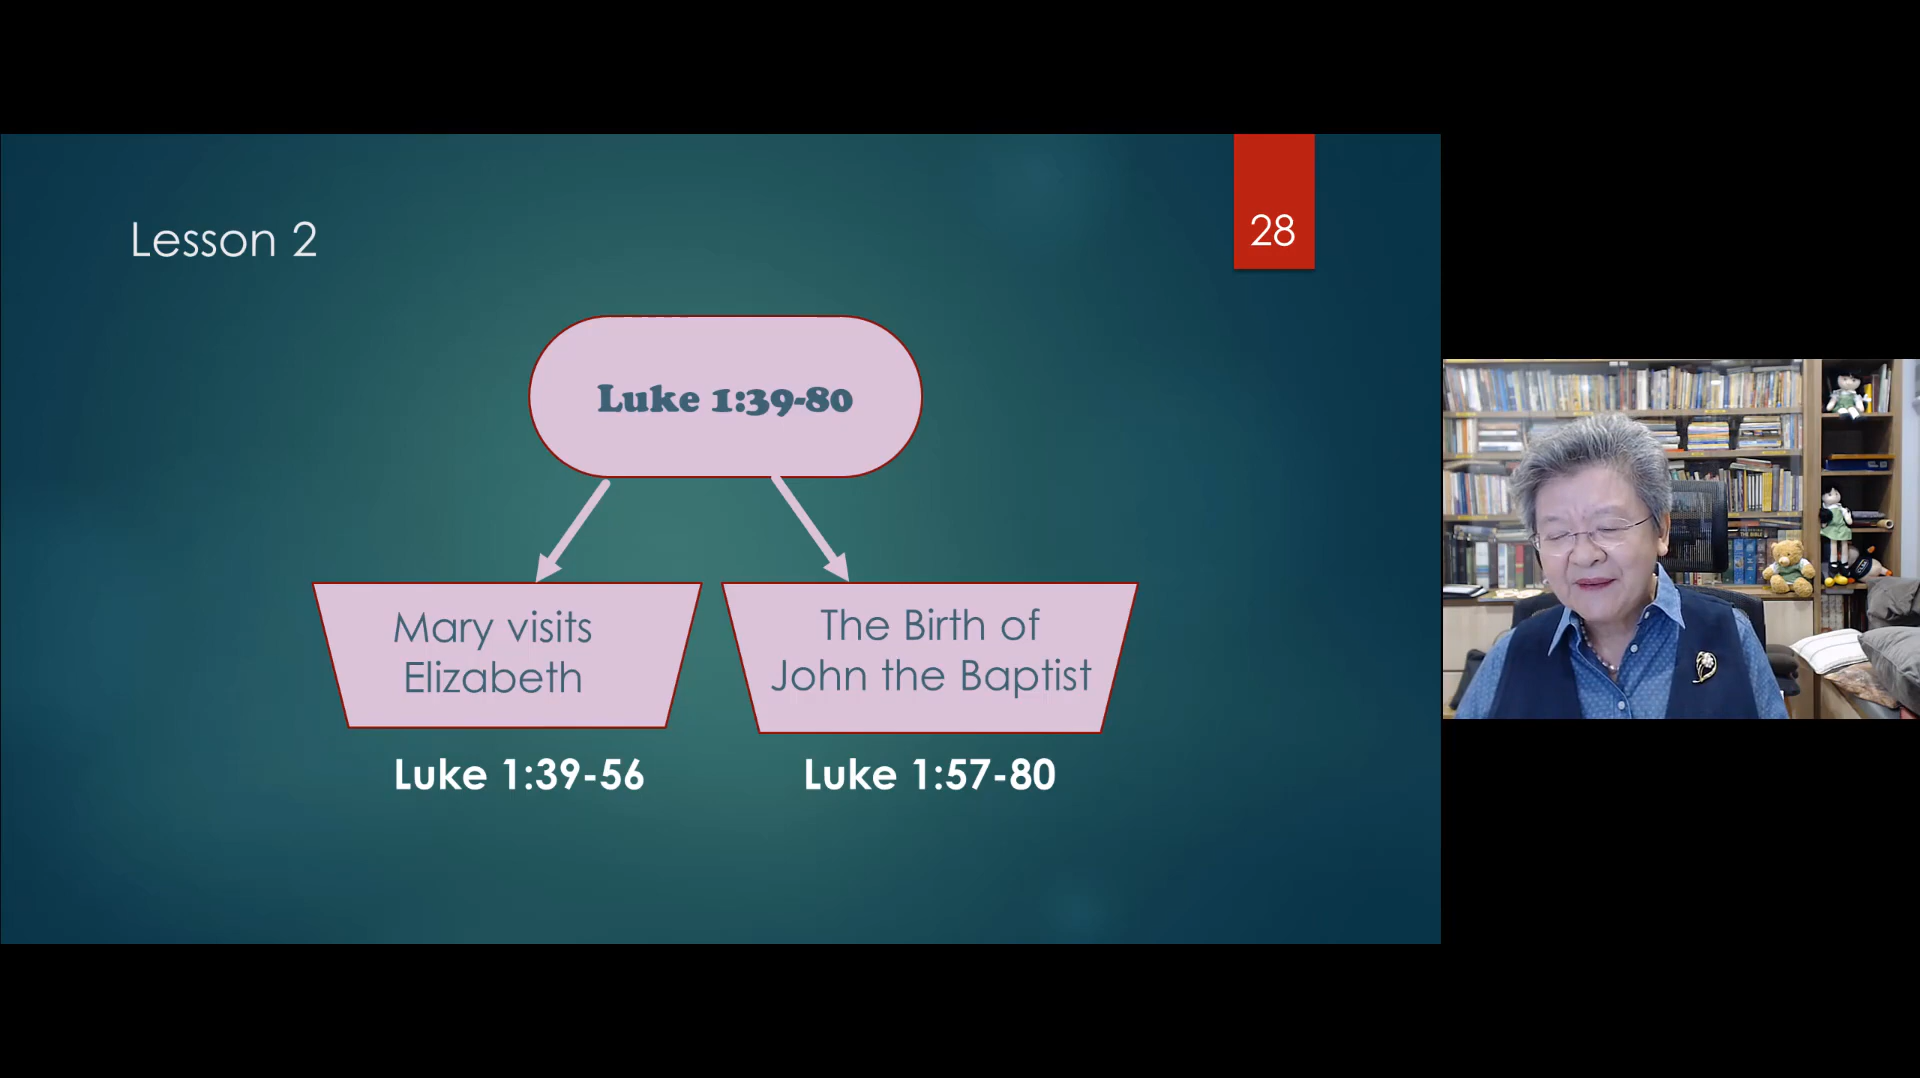 Lesson 2
28
Luke 1:39-80
Mary visits
Elizabeth
The Birth of
John the Baptist
Luke 1:39-56
Luke 1:57-80